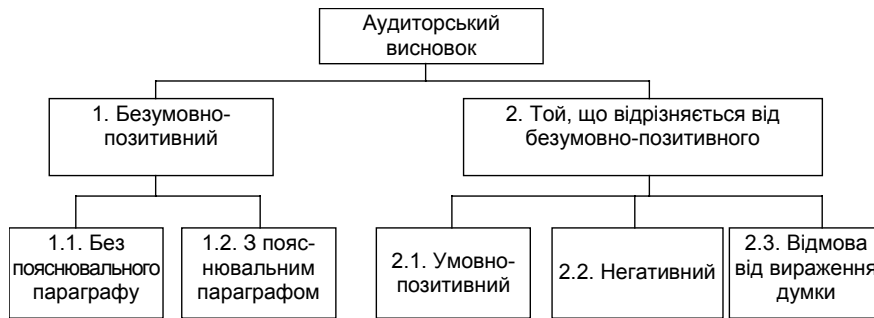 Аудиторський
висновок
1. Безумовно-
позитивний
2. Той, що відрізняється від
безумовно-позитивного
1.1. Без
пояснювального
параграфу
1.2. З пояс-
нювальним
параграфом
2.1. Умовно-
позитивний
2.2. Негативний
2.3. Відмова
від вираження
думки